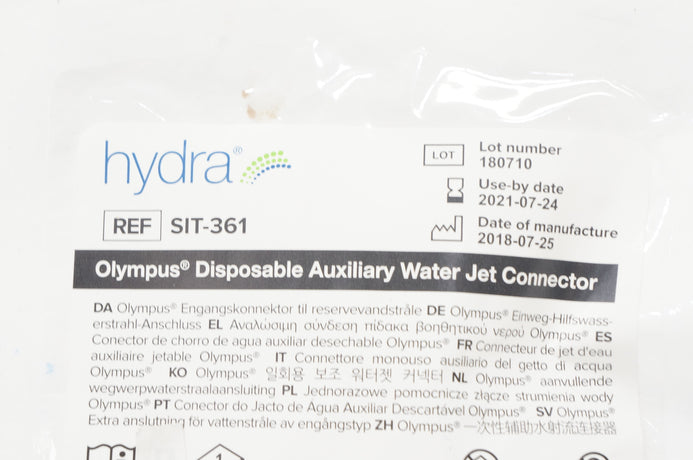 hydra®
LOT
Lot number
180710
Use-by date
2021-07-24
Date of manufacture
2018-07-25
REF SIT-361
Olympus® Disposable Auxiliary Water Jet Connector
DA Olympus® Engangskonnektor til reservevandstråle DE Olympus® Einweg-Hilfswass-
erstrahl-Anschluss EL Αναλώσιμη σύνδεση πίδακα βοηθητικού νερού Olympus® ES
Conector de chorro de agua auxiliar desechable Olympus® FR Connecteur de jet d'eau
auxiliaire jetable Olympus® IT Connettore monouso ausiliario del getto di acqua
Olympus® KO Olympus® 일회용 보조 워터젯 커넥터 NL Olympus® aanvullende
wegwerpwaterstraalaansluiting PL Jednorazowe pomocnicze złącze strumienia wody
Olympus® PT Conector do Jacto de Água Auxiliar Descartável Olympus® SV Olympus®
Extra anslutning för vattenstråle av engångstyp ZH Olympus® 一次性辅助水射流连接器
1